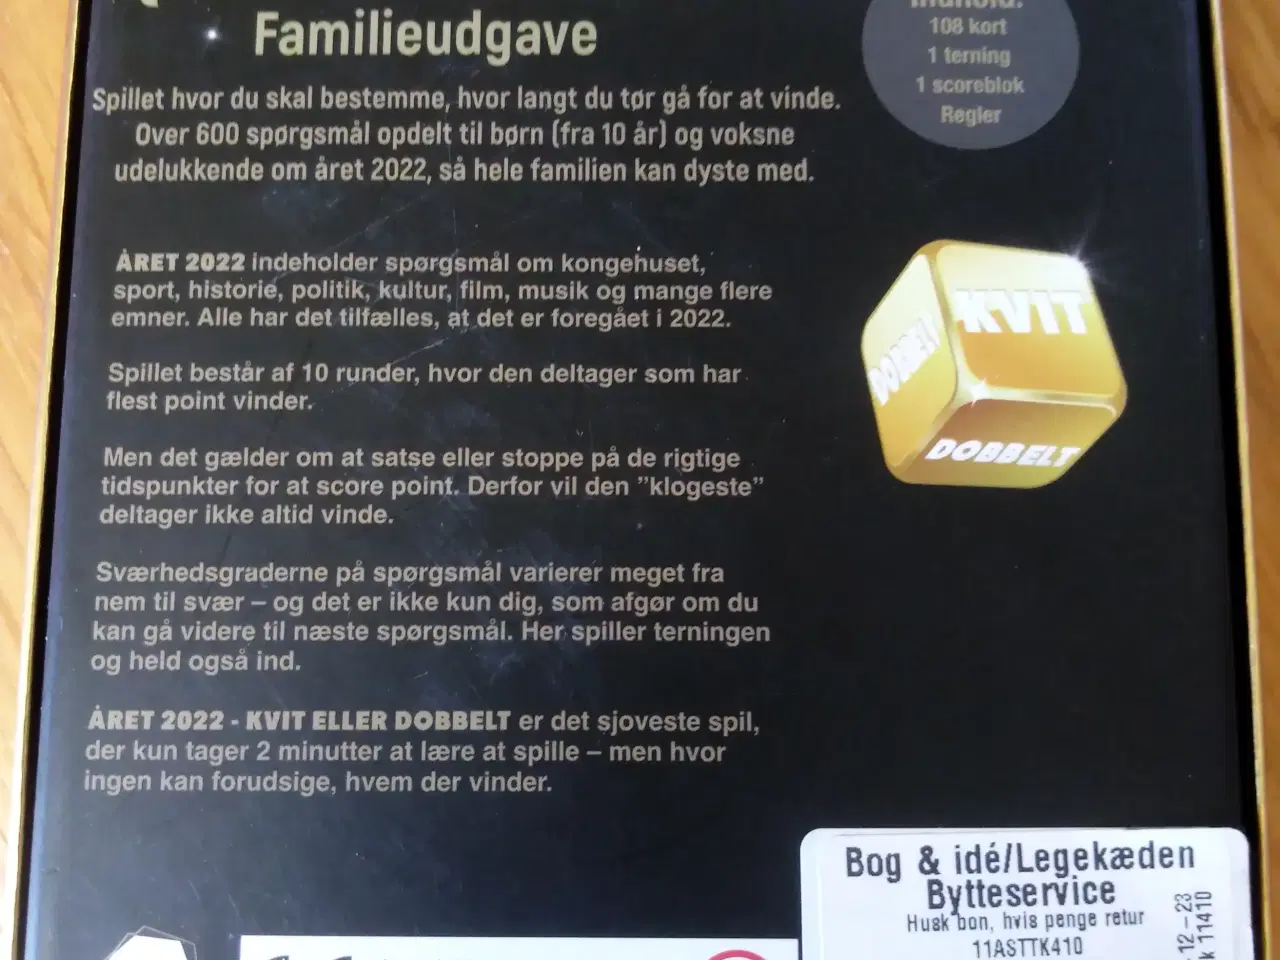 Familieudgave
Spillet hvor du skal bestemme, hvor langt du tør gå for at vinde.
Over 600 spørgsmål opdelt til børn (fra 10 år) og voksne
udelukkende om året 2022, så hele familien kan dyste med.
Indhold:
108 kort
1 terning
1 scoreblok
Regler
ÅRET 2022 indeholder spørgsmål om kongehuset,
sport, historie, politik, kultur, film, musik og mange flere
emner. Alle har det tilfælles, at det er foregået i 2022.
Spillet består af 10 runder, hvor den deltager som har
flest point vinder.
Men det gælder om at satse eller stoppe på de rigtige
tidspunkter for at score point. Derfor vil den ”klogeste”
deltager ikke altid vinde.
Sværhedsgraderne på spørgsmål varierer meget fra
nem til svær – og det er ikke kun dig, som afgør om du
kan gå videre til næste spørgsmål. Her spiller terningen
og held også ind.
ÅRET 2022 - KVIT ELLER DOBBELT er det sjoveste spil,
der kun tager 2 minutter at lære at spille – men hvor
ingen kan forudsige, hvem der vinder.
KVIT
DOBBELT
DOBBELT
Bog & idé/Legekæden
Bytteservice
Husk bon, hvis penge retur
11ASTTK410
12-23
k 11410